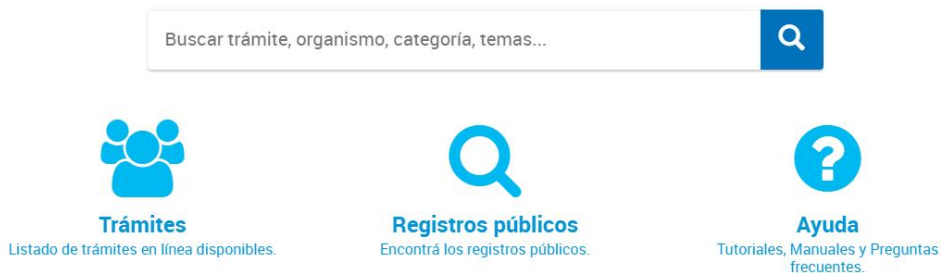 Buscar trámite, organismo, categoría, temas...
Trámites
Listado de trámites en línea disponibles.
Registros públicos
Encontrá los registros públicos.
Ayuda
Tutoriales, Manuales y Preguntas
frecuentes.